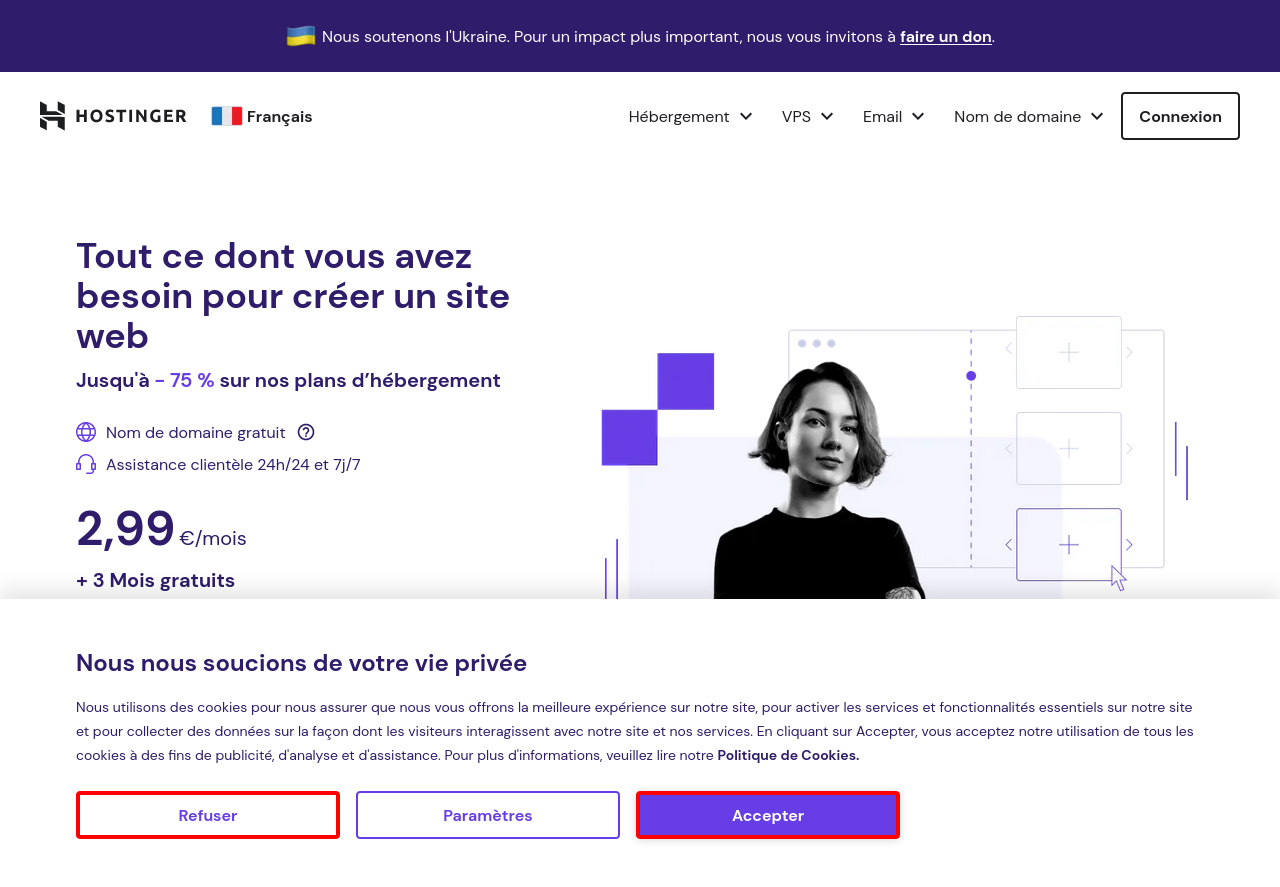 Nous soutenons l'Ukraine. Pour un impact plus important, nous vous invitons à faire un don.
HOSTINGER
Français
Hébergement
VPS
Email
Nom de domaine
Connexion
Tout ce dont vous avez
besoin pour créer un site
web
Jusqu'à - 75 % sur nos plans d’hébergement
Nom de domaine gratuit
Assistance clientèle 24h/24 et 7j/7
2,99 €/mois
+ 3 Mois gratuits
Nous nous soucions de votre vie privée
Nous utilisons des cookies pour nous assurer que nous vous offrons la meilleure expérience sur notre site, pour activer les services et fonctionnalités essentiels sur notre site
et pour collecter des données sur la façon dont les visiteurs interagissent avec notre site et nos services. En cliquant sur Accepter, vous acceptez notre utilisation de tous les
cookies à des fins de publicité, d'analyse et d'assistance. Pour plus d'informations, veuillez lire notre Politique de Cookies.
Refuser
Paramètres
Accepter